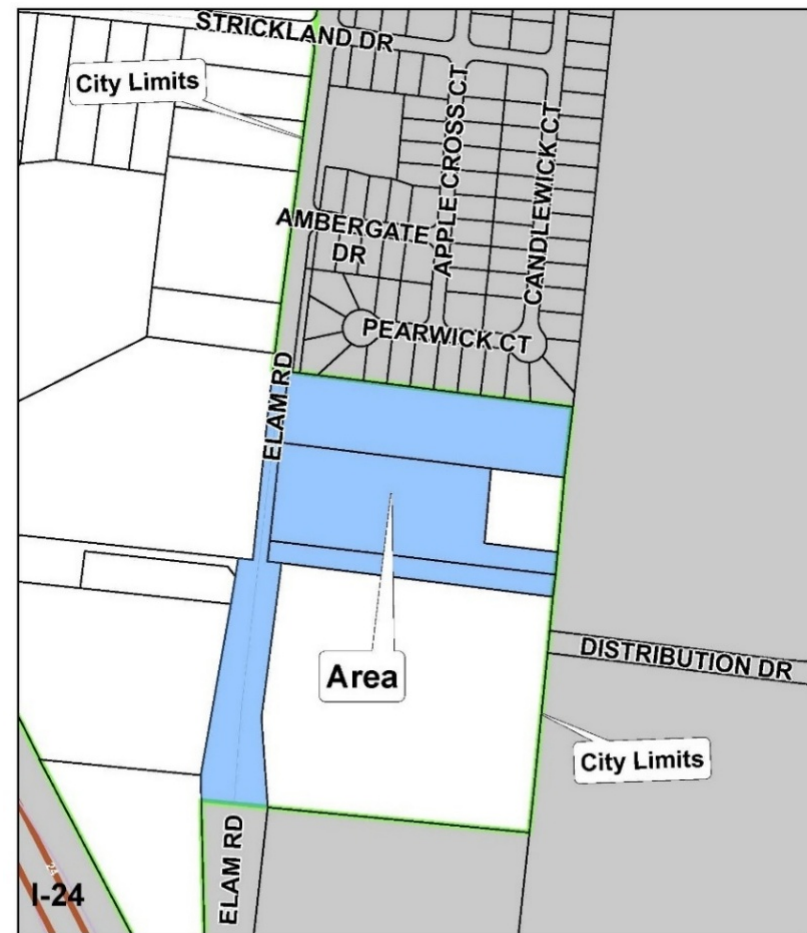 STRICKLAND DR
City Limits
APPLE CROSS CT
CANDLEWICK CT
AMBERGATE
DR
PEARWICK CT
ELAM RD
Area
DISTRIBUTION DR
City Limits
ELAM RD
24
I-24